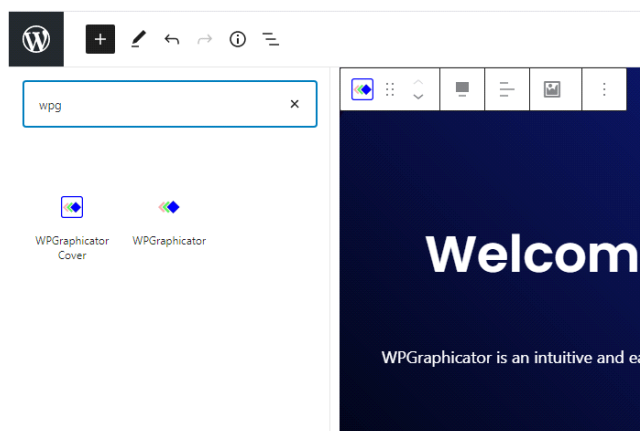 wpg
WPGraphicator
Cover
WPGraphicator
Welcom
WPGraphicator is an intuitive and ea